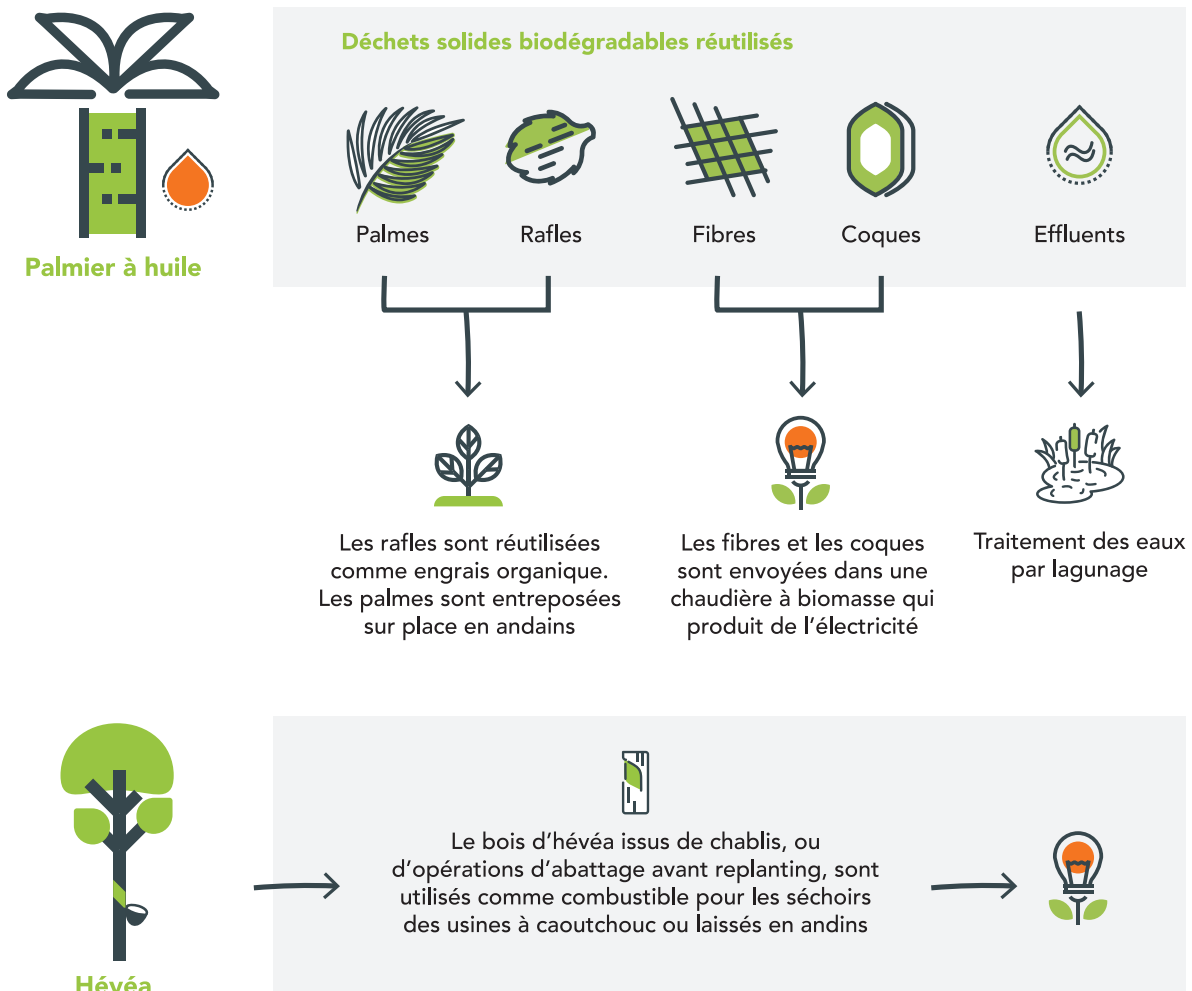 Déchets solides biodégradables réutilisés
Palmes
Rafles
Fibres
Coques
Effluents
Palmier à huile
Les rafles sont réutilisées
comme engrais organique.
Les palmes sont entreposées
sur place en andains
Les fibres et les coques
sont envoyées dans une
chaudière à biomasse qui
produit de l'électricité
Traitement des eaux
par lagunage
Le bois d'hévéa issus de chablis, ou
d'opérations d'abattage avant replanting, sont
utilisés comme combustible pour les séchoirs
des usines à caoutchouc ou laissés en andins
Hévéa